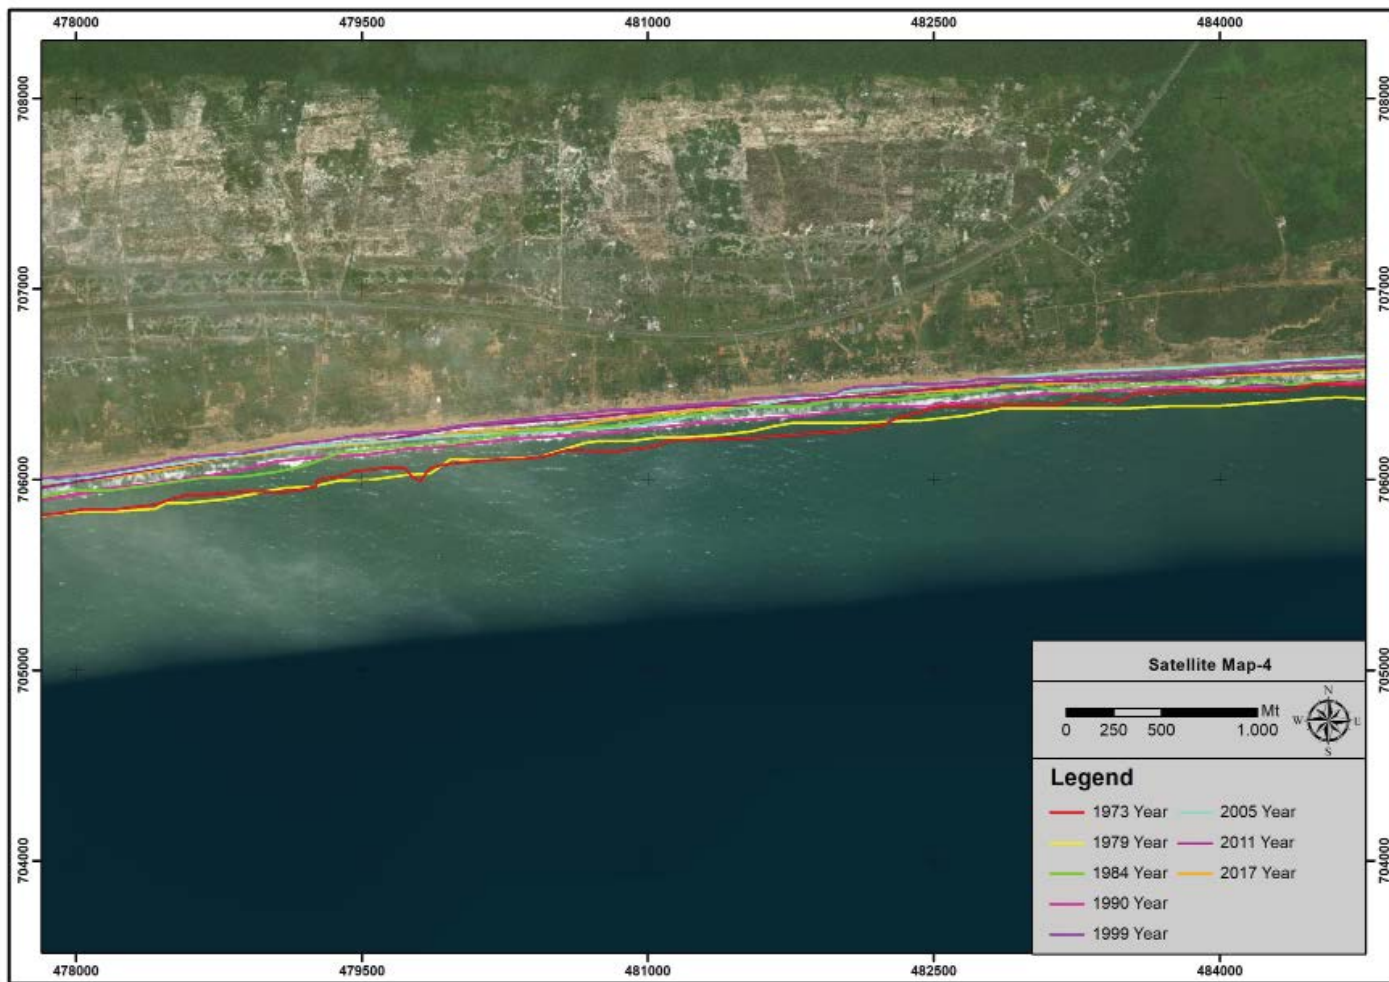 478000 479500 481000 482500 484000
708000 708000
707000 707000
706000 706000
705000 705000
704000 704000
Satellite Map-4
Mt
0 250 500 1.000
N
W E
S
Legend
1973 Year 2005 Year
1979 Year 2011 Year
1984 Year 2017 Year
1990 Year
1999 Year
478000 479500 481000 482500 484000